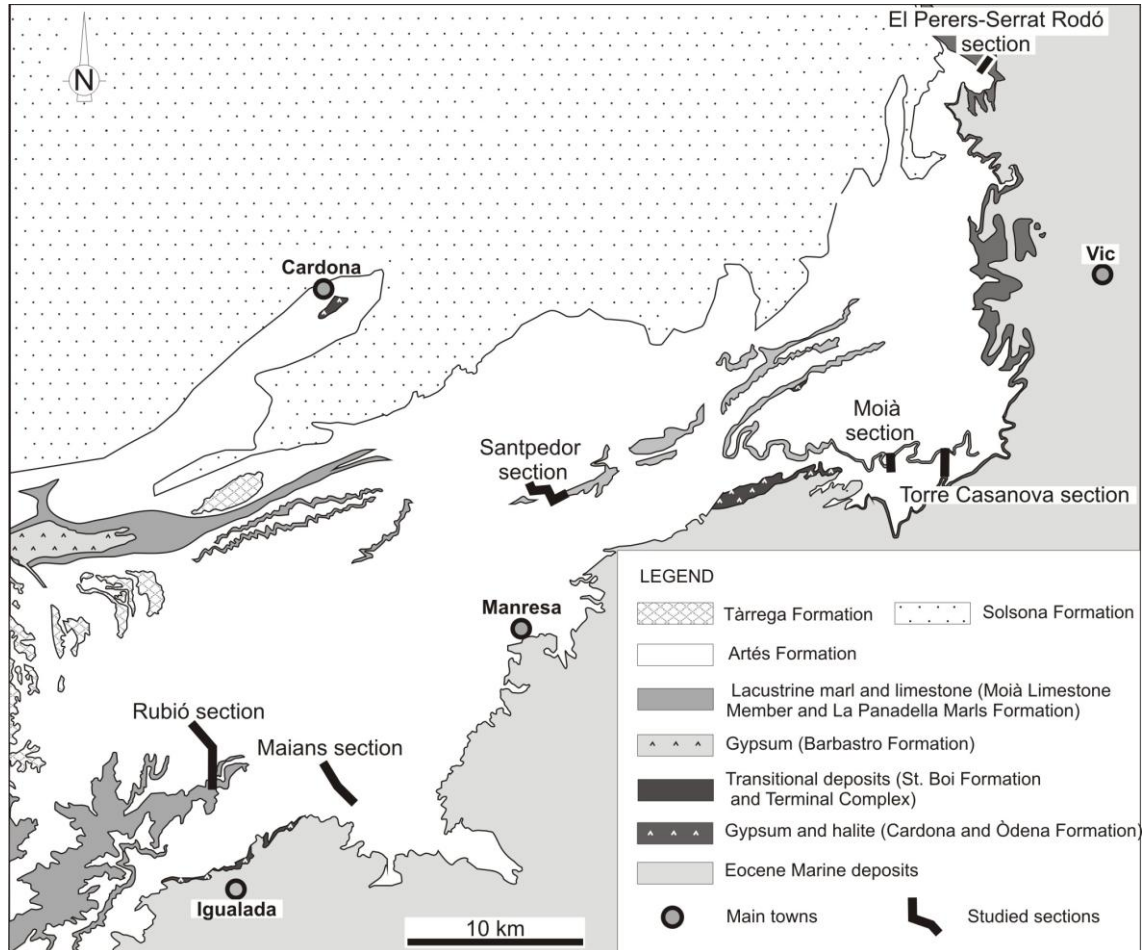 El Perers-Serrat Rodó
section
N
Vic
Cardona
Moià
section
Santpedor
section
Torre Casanova section
Manresa
Rubió section
Maians section
Igualada
10 km
LEGEND
Tàrrega Formation
Solsona Formation
Artés Formation
Lacustrine marl and limestone (Moià Limestone
Member and La Panadella Marls Formation)
Gypsum (Barbastro Formation)
Transitional deposits (St. Boi Formation
and Terminal Complex)
Gypsum and halite (Cardona and Òdena Formation)
Eocene Marine deposits
Main towns
Studied sections